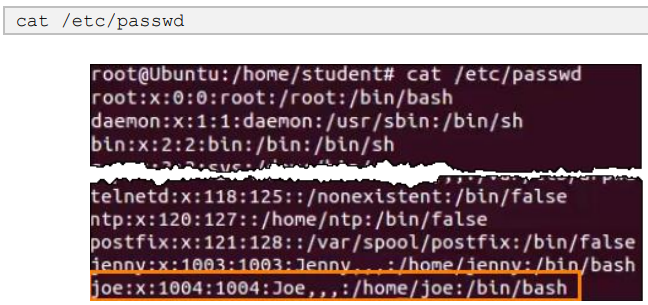 cat /etc/passwd
root@Ubuntu:/home/student# cat /etc/passwd
root:x:0:0:root:/root:/bin/bash
daemon:x:1:1:daemon:/usr/sbin:/bin/sh
bin:x:2:2:bin:/bin:/bin/sh
telnetd:x:118:125::/nonexistent:/bin/false
ntp:x:120:127::/home/ntp:/bin/false
postfix:x:121:128::/var/spool/postfix:/bin/false
jenny:x:1003:1003:Jenny,,,:/home/jenny:/bin/bash
joe:x:1004:1004:Joe,,,:/home/joe:/bin/bash